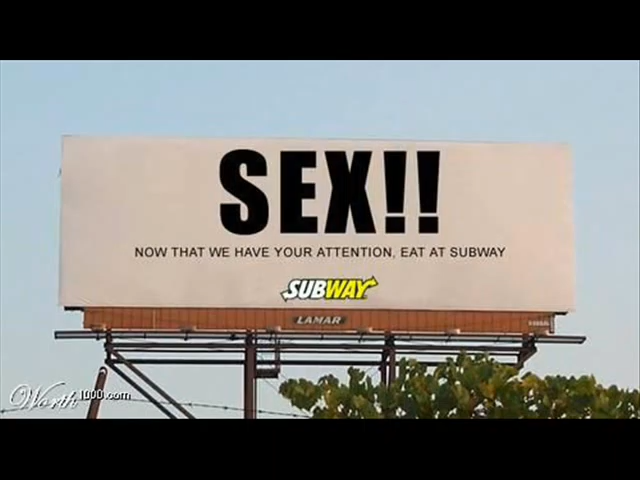 SEX!!
NOW THAT WE HAVE YOUR ATTENTION, EAT AT SUBWAY
SUBWAY
LAMAR
Worth1000.com